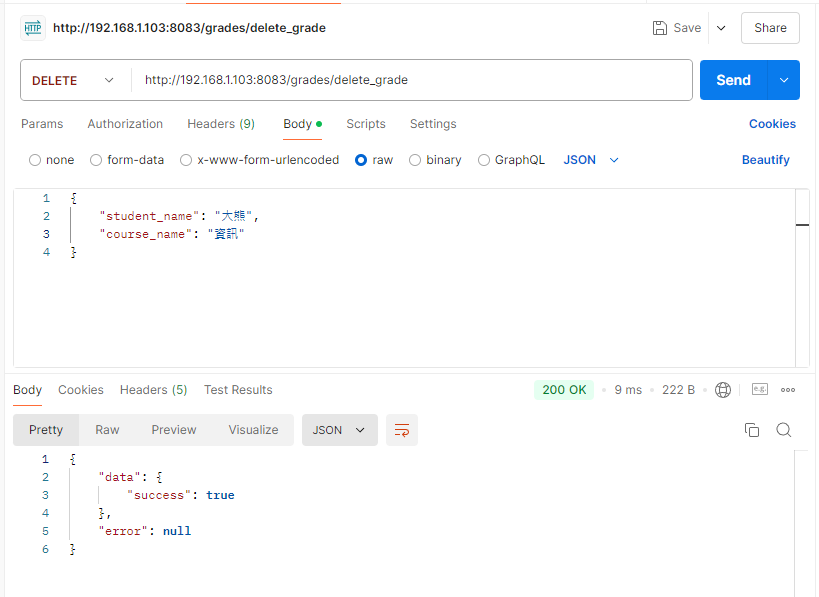 HTTP http://192.168.1.103:8083/grades/delete_grade Save Share
DELETE http://192.168.1.103:8083/grades/delete_grade Send
Params Authorization Headers (9) Body Scripts Settings Cookies
none form-data x-www-form-urlencoded raw binary GraphQL JSON Beautify
1 {
2 "student_name": "大熊",
3 "course_name": "資訊"
4 }
Body Cookies Headers (5) Test Results 200 OK 9 ms 222 B e.g.
Pretty Raw Preview Visualize JSON
1 {
2 "data": {
3 "success": true
4 },
5 "error": null
6 }